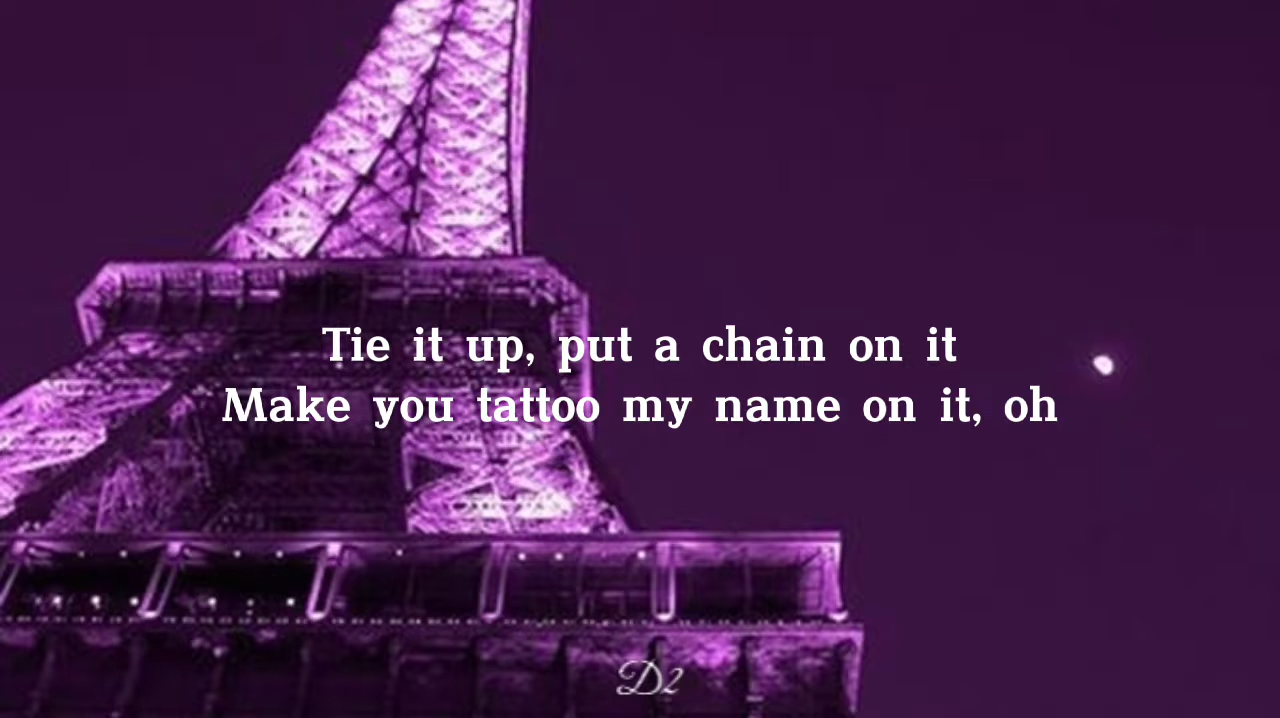 Tie it up, put a chain on it
Make you tattoo my name on it, oh
D2